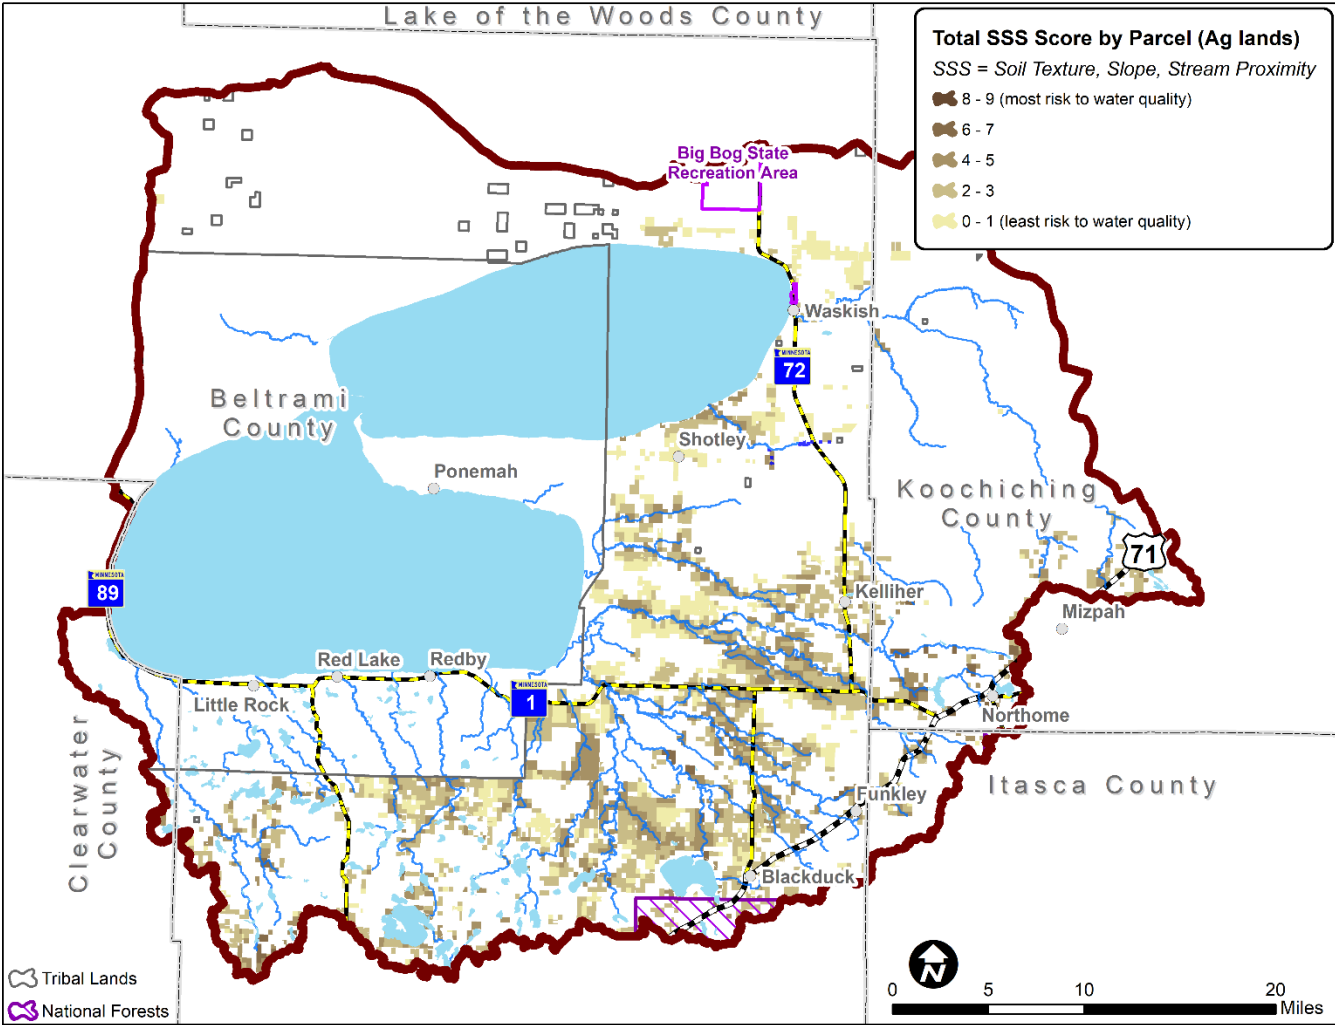 Lake of the Woods County
Total SSS Score by Parcel (Ag lands)
SSS = Soil Texture, Slope, Stream Proximity
8 - 9 (most risk to water quality)
6 - 7
4 - 5
2 - 3
0 - 1 (least risk to water quality)
Big Bog State
Recreation Area
Waskish
MINNESOTA
72
Beltrami
County
Shotley
Ponemah
Koochiching
County
71
MINNESOTA
89
Kelliher
Mizpah
Red Lake
Redby
MINNESOTA
1
Little Rock
Northome
Clearwater
County
Itasca County
Funkley
Blackduck
N
Tribal Lands
National Forests
0 5 10 20
Miles